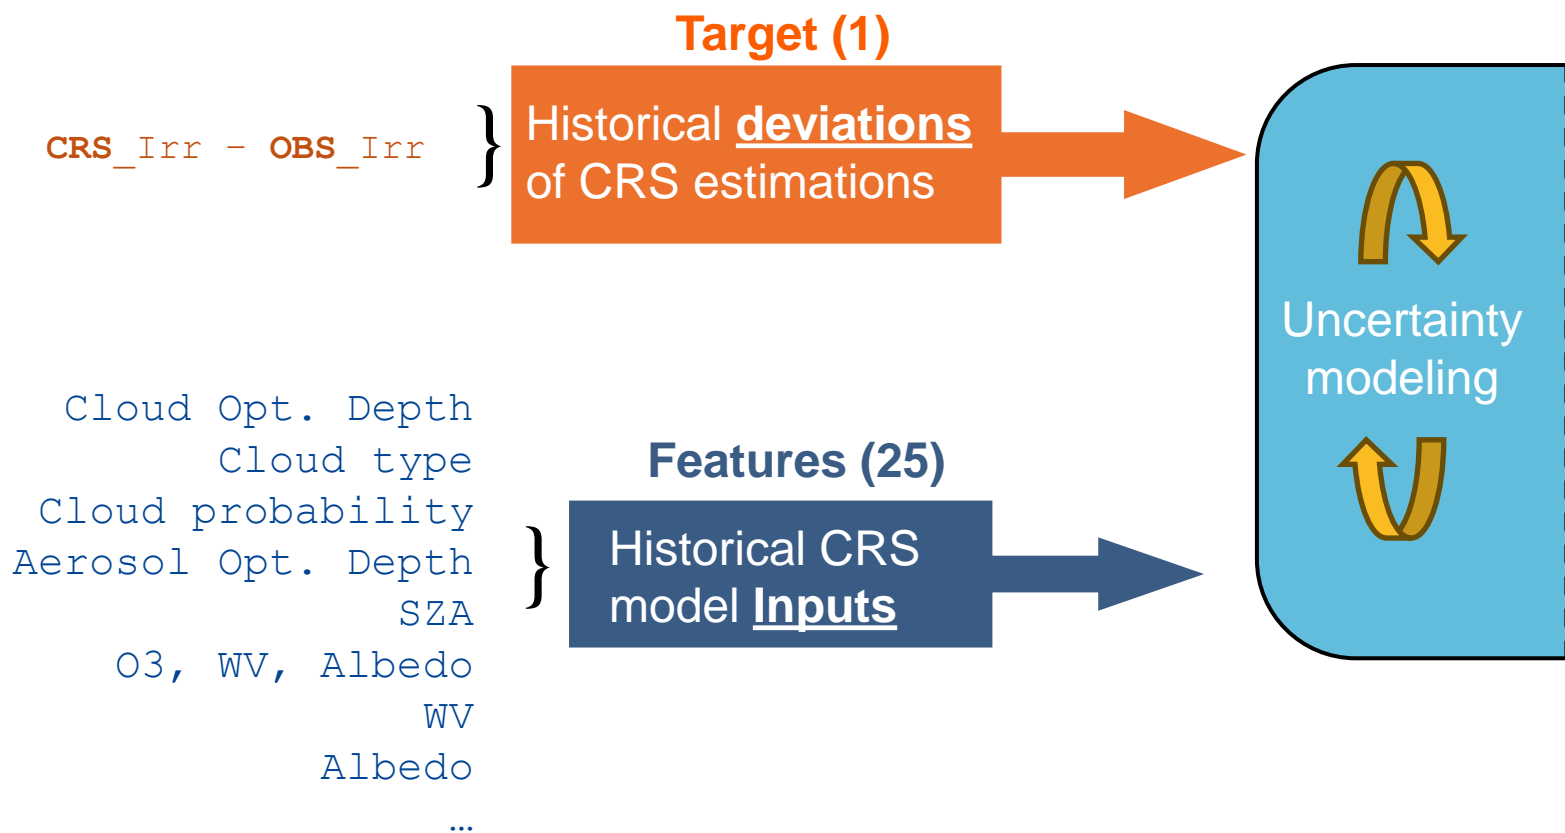 Target (1)
CRS_Irr – OBS_Irr
}
Historical deviations
of CRS estimations
Uncertainty
modeling
Cloud Opt. Depth
Cloud type
Cloud probability
Aerosol Opt. Depth
SZA
O3, WV, Albedo
WV
Albedo
…
}
Features (25)
Historical CRS
model Inputs